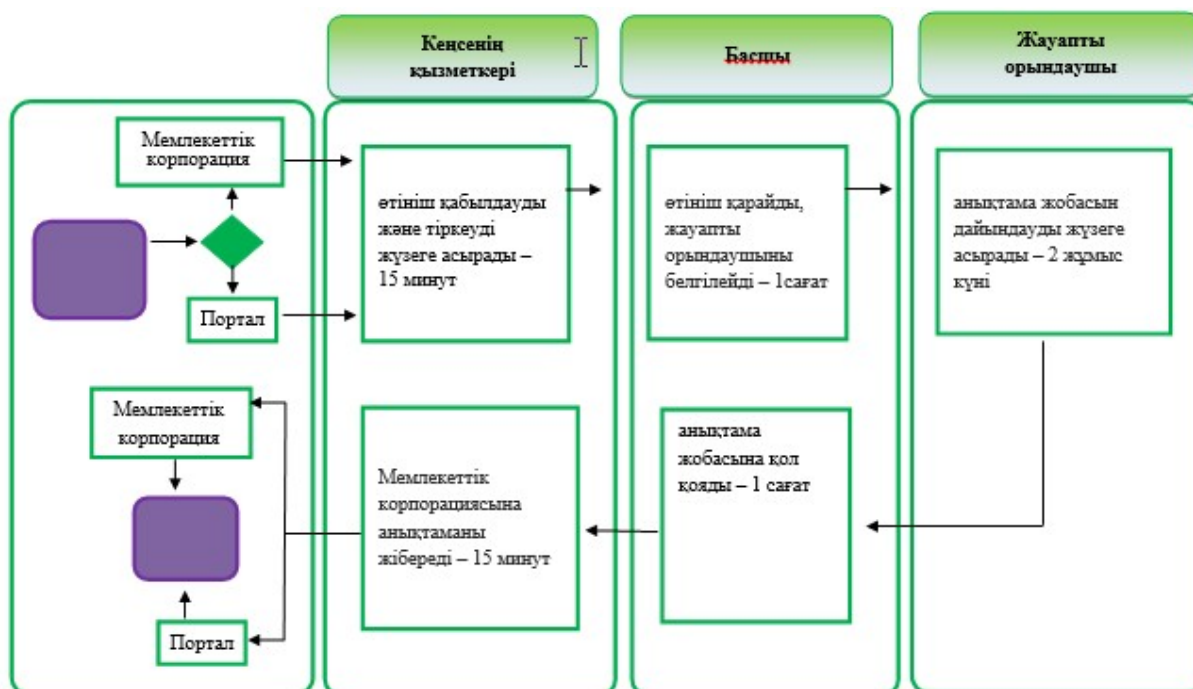 Кеңсенің
қызметкері
Басшы
Жауапты
орындаушы
Мемлекеттік
корпорация
Портал
өтініш қабылдауды
және тіркеуді
жүзеге асырады –
15 минут
өтініш қарайды,
жауапты
орындаушыны
белгілейді – 1сағат
анықтама жобасын
дайындауды жүзеге
асырады – 2 жұмыс
күні
Мемлекеттік
корпорация
Портал
Мемлекеттік
корпорациясына
анықтаманы
жібереді – 15 минут
анықтама
жобасына қол
қояды – 1 сағат